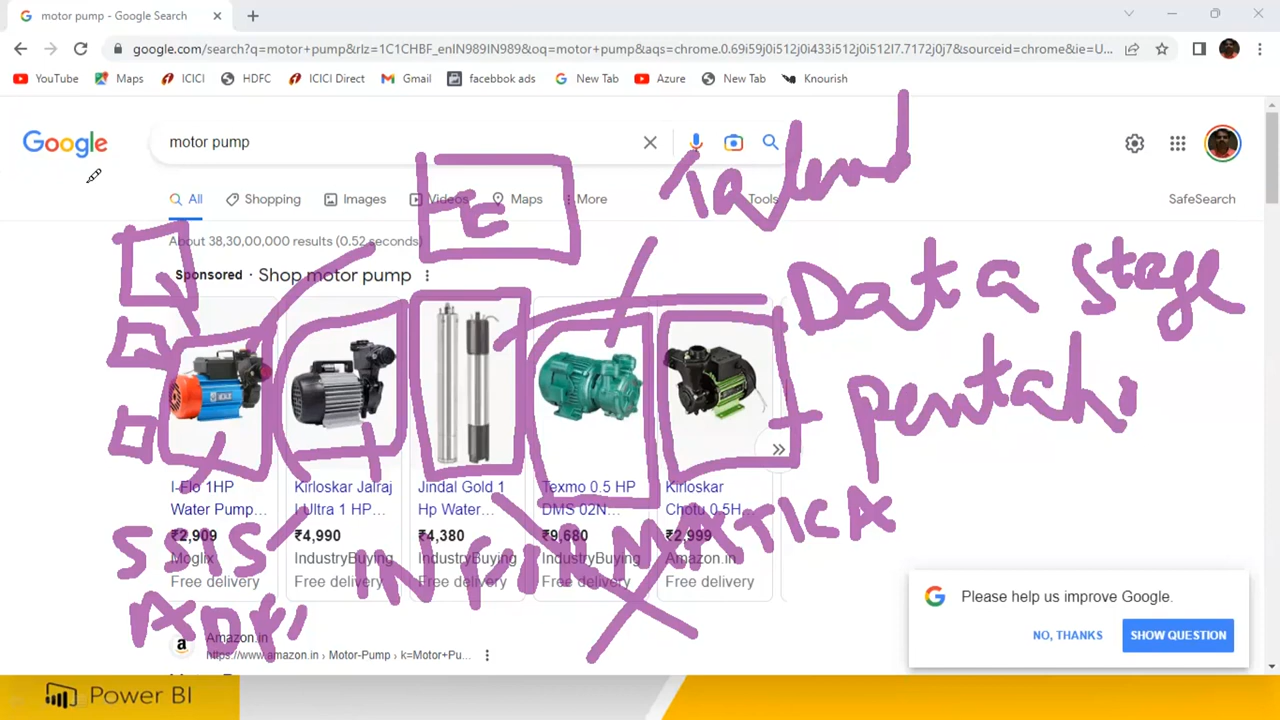 motor pump - Google Search
google.com/search?q=motor+pump&rlz=1C1CHBF_enIN989IN989&oq=motor+pump&aqs=chrome.0.69i59j0i512j0i433i512j0i512l7.7172j0j7&sourceid=chrome&ie=U...
YouTube Maps ICICI HDFC ICICI Direct Gmail facebbok ads New Tab Azure New Tab Knourish
Google motor pump
Talend
All Shopping Images Videos Maps More Tools SafeSearch
About 38,30,00,000 results (0.52 seconds)
Sponsored · Shop motor pump
Data Stage
pentaho
I-Flo 1HP
Water Pump...
₹2,909
Moglix
Free delivery
Kirloskar Jalraj
Ultra 1 HP...
₹4,990
IndustryBuying
Free delivery
Jindal Gold 1
Hp Water...
₹4,380
IndustryBuying
Free delivery
Texmo 0.5 HP
DMS 02N...
₹9,680
IndustryBuying
Free delivery
Kirloskar
Chotu 0.5H...
₹2,999
Amazon.in
Free delivery
SSIS
INFORMATICA
ADF
a Amazon.in
https://www.amazon.in › Motor-Pump › k=Motor+Pu...
Please help us improve Google.
NO, THANKS SHOW QUESTION
Power BI